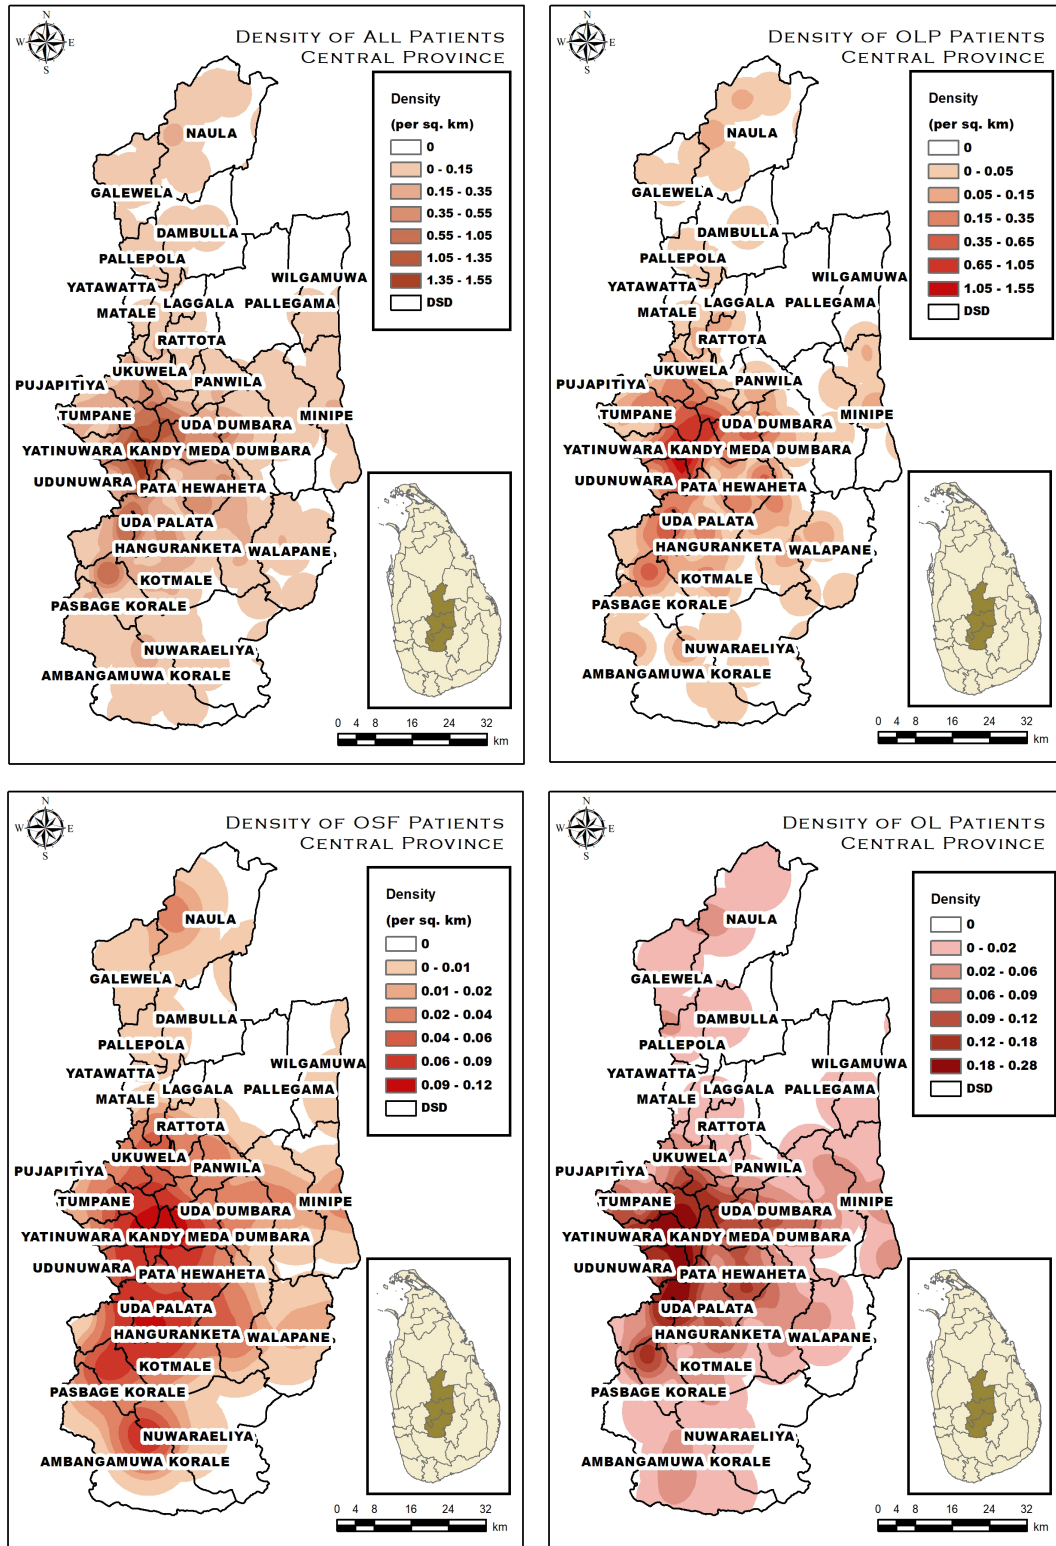 N
W E
S
DENSITY OF ALL PATIENTS
CENTRAL PROVINCE
Density
(per sq. km)
0
0 - 0.15
0.15 - 0.35
0.35 - 0.55
0.55 - 1.05
1.05 - 1.35
1.35 - 1.55
DSD
NAULA
GALEWELA
DAMBULLA
PALLEPOLA
WILGAMUWA
YATAWATTA
LAGGALA PALLEGAMA
MATALE
RATTOTA
UKUWELA
PANWILA
PUJAPITIYA
TUMPANE
MINIPE
UDA DUMBARA
YATINUWARA KANDY MEDA DUMBARA
UDUNUWARA
PATA HEWAHETA
UDA PALATA
HANGURANKETA
WALAPANE
KOTMALE
PASBAGE KORALE
NUWARAELIYA
AMBANGAMUWA KORALE
0 4 8 16 24 32
km
N
W E
S
DENSITY OF OLP PATIENTS
CENTRAL PROVINCE
Density
(per sq. km)
0
0 - 0.05
0.05 - 0.15
0.15 - 0.35
0.35 - 0.65
0.65 - 1.05
1.05 - 1.55
DSD
NAULA
GALEWELA
DAMBULLA
PALLEPOLA
WILGAMUWA
YATAWATTA
LAGGALA PALLEGAMA
MATALE
RATTOTA
UKUWELA
PANWILA
PUJAPITIYA
TUMPANE
MINIPE
UDA DUMBARA
YATINUWARA KANDY MEDA DUMBARA
UDUNUWARA
PATA HEWAHETA
UDA PALATA
HANGURANKETA
WALAPANE
KOTMALE
PASBAGE KORALE
NUWARAELIYA
AMBANGAMUWA KORALE
0 4 8 16 24 32
km
N
W E
S
DENSITY OF OSF PATIENTS
CENTRAL PROVINCE
Density
(per sq. km)
0
0 - 0.01
0.01 - 0.02
0.02 - 0.04
0.04 - 0.06
0.06 - 0.09
0.09 - 0.12
DSD
NAULA
GALEWELA
DAMBULLA
PALLEPOLA
WILGAMUWA
YATAWATTA
LAGGALA PALLEGAMA
MATALE
RATTOTA
UKUWELA
PANWILA
PUJAPITIYA
TUMPANE
MINIPE
UDA DUMBARA
YATINUWARA KANDY MEDA DUMBARA
UDUNUWARA
PATA HEWAHETA
UDA PALATA
HANGURANKETA
WALAPANE
KOTMALE
PASBAGE KORALE
NUWARAELIYA
AMBANGAMUWA KORALE
0 4 8 16 24 32
km
N
W E
S
DENSITY OF OL PATIENTS
CENTRAL PROVINCE
Density
0
0 - 0.02
0.02 - 0.06
0.06 - 0.09
0.09 - 0.12
0.12 - 0.18
0.18 - 0.28
DSD
NAULA
GALEWELA
DAMBULLA
PALLEPOLA
WILGAMUWA
YATAWATTA
LAGGALA PALLEGAMA
MATALE
RATTOTA
UKUWELA
PANWILA
PUJAPITIYA
TUMPANE
MINIPE
UDA DUMBARA
YATINUWARA KANDY MEDA DUMBARA
UDUNUWARA
PATA HEWAHETA
UDA PALATA
HANGURANKETA
WALAPANE
KOTMALE
PASBAGE KORALE
NUWARAELIYA
AMBANGAMUWA KORALE
0 4 8 16 24 32
km